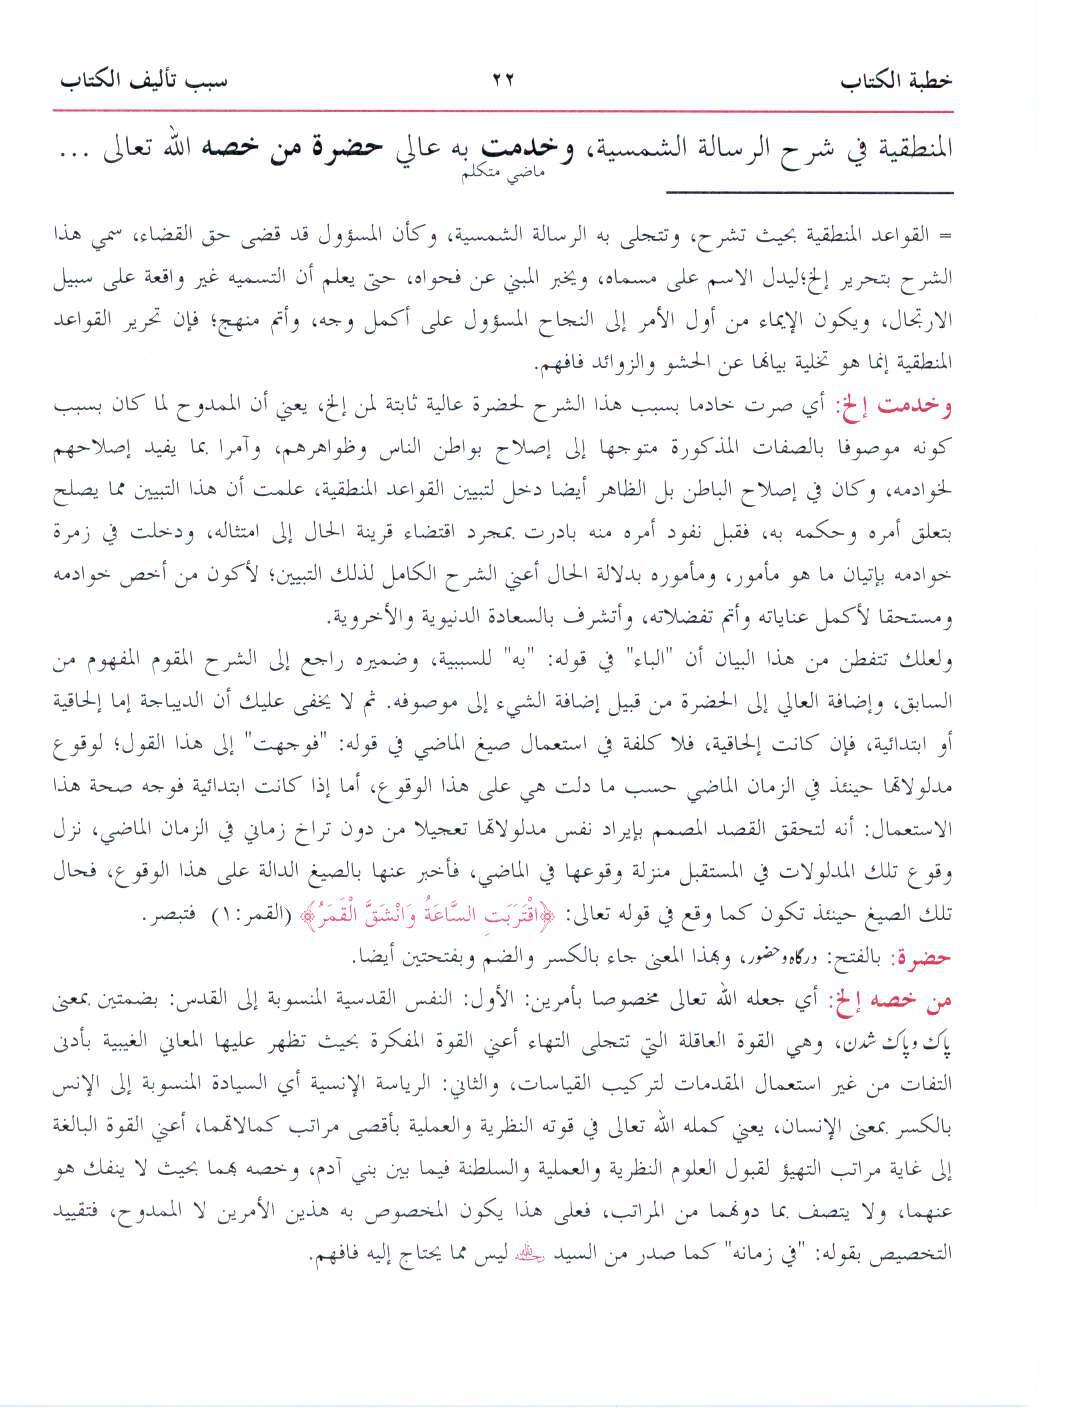 خطبة الكتاب ٢٢ سبب تأليف الكتاب
المنطقية في شرح الرسالة الشمسية، وخدمت به عالي حضرة من خصه الله تعالى ...
ماضي متكلم
= القواعد المنطقية بحيث تشرح، وتتجلى به الرسالة الشمسية، وكأن المسؤول قد قضى حق القضاء، سمي هذا
الشرح بتحرير إلخ؛ليدل الاسم على مسماه، ويخبر المبني عن فحواه، حتى يعلم أن التسميه غير واقعة على سبيل
الارتجال، ويكون الإيماء من أول الأمر إلى النجاح المسؤول على أكمل وجه، وأتم منهج؛ فإن تحرير القواعد
المنطقية إنما هو تخلية بيانها عن الحشو والزوائد فافهم.
وخدمت إلخ: أي صرت خادما بسبب هذا الشرح لحضرة عالية ثابتة لمن إلخ، يعني أن الممدوح لما كان بسبب
كونه موصوفا بالصفات المذكورة متوجها إلى إصلاح بواطن الناس وظواهرهم، وآمرا بما يفيد إصلاحهم
لخوادمه، وكان في إصلاح الباطن بل الظاهر أيضا دخل لتبيين القواعد المنطقية، علمت أن هذا التبيين مما يصلح
بتعلق أمره وحكمه به، فقبل نفود أمره منه بادرت بمجرد اقتضاء قرينة الحال إلى امتثاله، ودخلت في زمرة
خوادمه بإتيان ما هو مأمور، ومأموره بدلالة الحال أعني الشرح الكامل لذلك التبيين؛ لأكون من أخص خوادمه
ومستحقا لأكمل عناياته وأتم تفضلاته، وأتشرف بالسعادة الدنيوية والأخروية.
ولعلك تتفطن من هذا البيان أن "الباء" في قوله: "به" للسببية، وضميره راجع إلى الشرح المقوم المفهوم من
السابق، وإضافة العالي إلى الحضرة من قبيل إضافة الشيء إلى موصوفه. ثم لا يخفى عليك أن الديباجة إما إلحاقية
أو ابتدائية، فإن كانت إلحاقية، فلا كلفة في استعمال صيغ الماضي في قوله: "فوجهت" إلى هذا القول؛ لوقوع
مدلولاتها حينئذ في الزمان الماضي حسب ما دلت هي على هذا الوقوع، أما إذا كانت ابتدائية فوجه صحة هذا
الاستعمال: أنه لتحقق القصد المصمم بإيراد نفس مدلولاتها تعجيلا من دون تراخ زماني في الزمان الماضي، نزل
وقوع تلك المدلولات في المستقبل منزلة وقوعها في الماضي، فأخبر عنها بالصيغ الدالة على هذا الوقوع، فحال
تلك الصيغ حينئذ تكون كما وقع في قوله تعالى: ﴿اقْتَرَبَتِ السَّاعَةُ وَانْشَقَّ الْقَمَرُ﴾ (القمر:١) فتبصر.
حضرة: بالفتح: درگاه وحضور، وبهذا المعنى جاء بالكسر والضم وبفتحتين أيضا.
من خصه إلخ: أي جعله الله تعالى مخصوصا بأمرين: الأول: النفس القدسية المنسوبة إلى القدس: بضمتين بمعنى
پاک وپاک شدن، وهي القوة العاقلة التي تتجلى التهاء أعني القوة المفكرة بحيث تظهر عليها المعاني الغيبية بأدنى
التفات من غير استعمال المقدمات لتركيب القياسات، والثاني: الرياسة الإنسية أي السيادة المنسوبة إلى الإنس
بالكسر بمعنى الإنسان، يعني كمله الله تعالى في قوته النظرية والعملية بأقصى مراتب كمالاتهما، أعني القوة البالغة
إلى غاية مراتب التهيؤ لقبول العلوم النظرية والعملية والسلطنة فيما بين بني آدم، وخصه بهما بحيث لا ينفك هو
عنهما، ولا يتصف بما دونهما من المراتب، فعلى هذا يكون المخصوص به هذين الأمرين لا الممدوح، فتقييد
التخصيص بقوله: "في زمانه" كما صدر من السيد رحمه الله ليس مما يحتاج إليه فافهم.